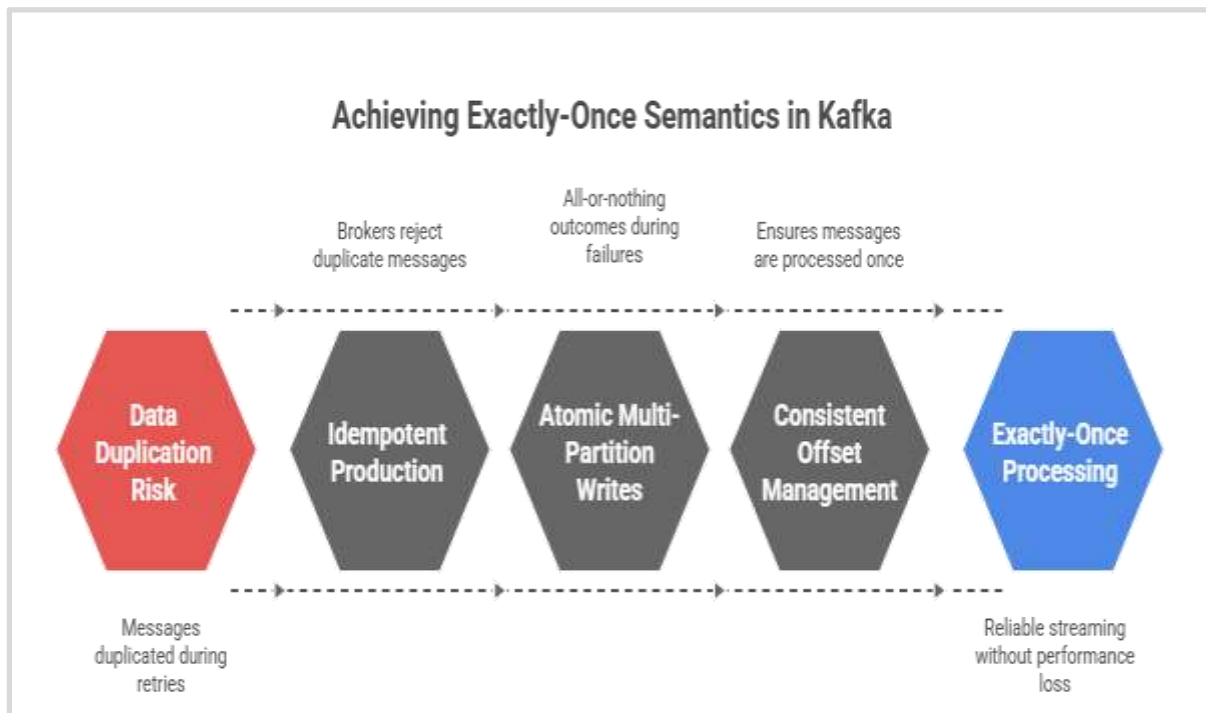 Achieving Exactly-Once Semantics in Kafka
Brokers reject
duplicate messages
All-or-nothing
outcomes during
failures
Ensures messages
are processed once
Data
Duplication
Risk
Idempotent
Production
Atomic Multi-
Partition
Writes
Consistent
Offset
Management
Exactly-Once
Processing
Messages
duplicated during
retries
Reliable streaming
without performance
loss